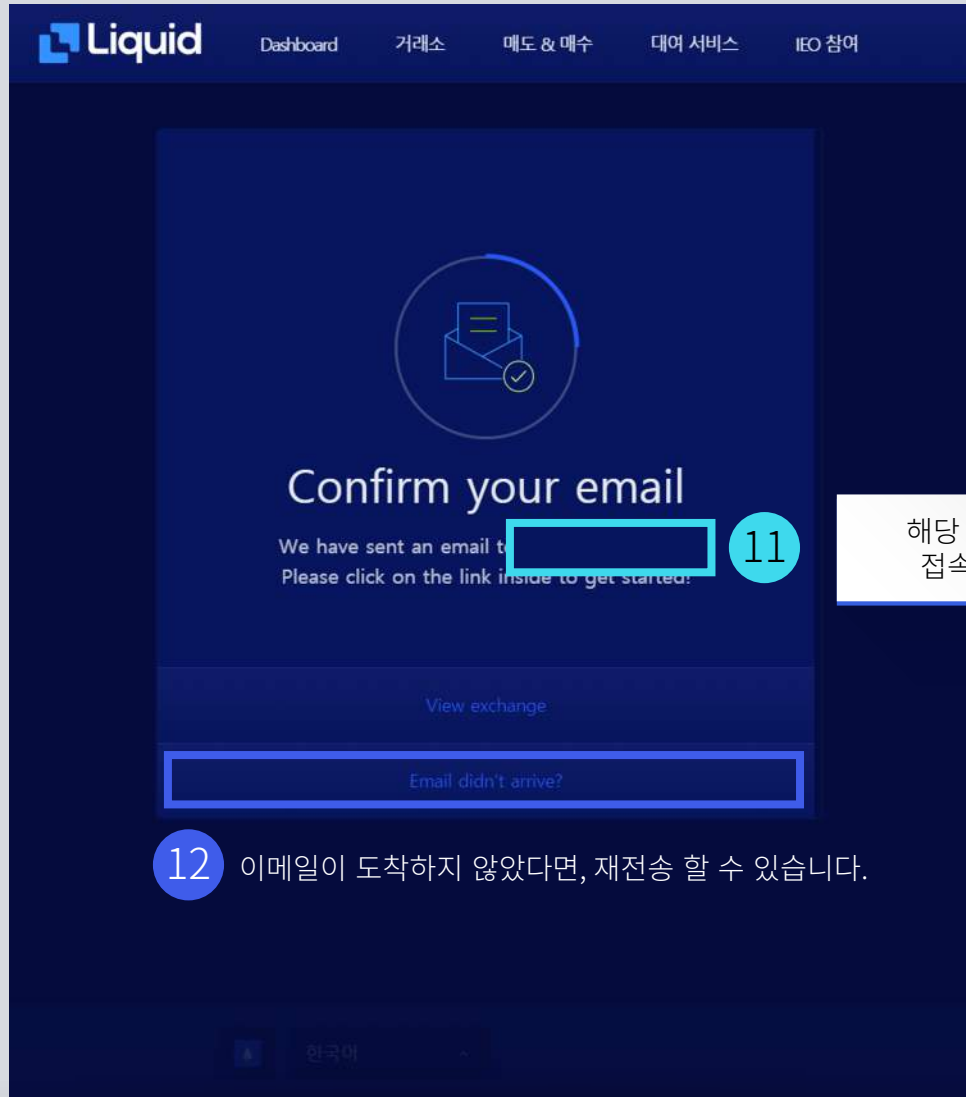 Liquid
Dashboard 거래소 매도 & 매수 대여 서비스 IEO 참여
Confirm your email
We have sent an email t
Please click on the link inside to get started!
11
해당
접속
View exchange
Email didn't arrive?
12 이메일이 도착하지 않았다면, 재전송 할 수 있습니다.
한국어